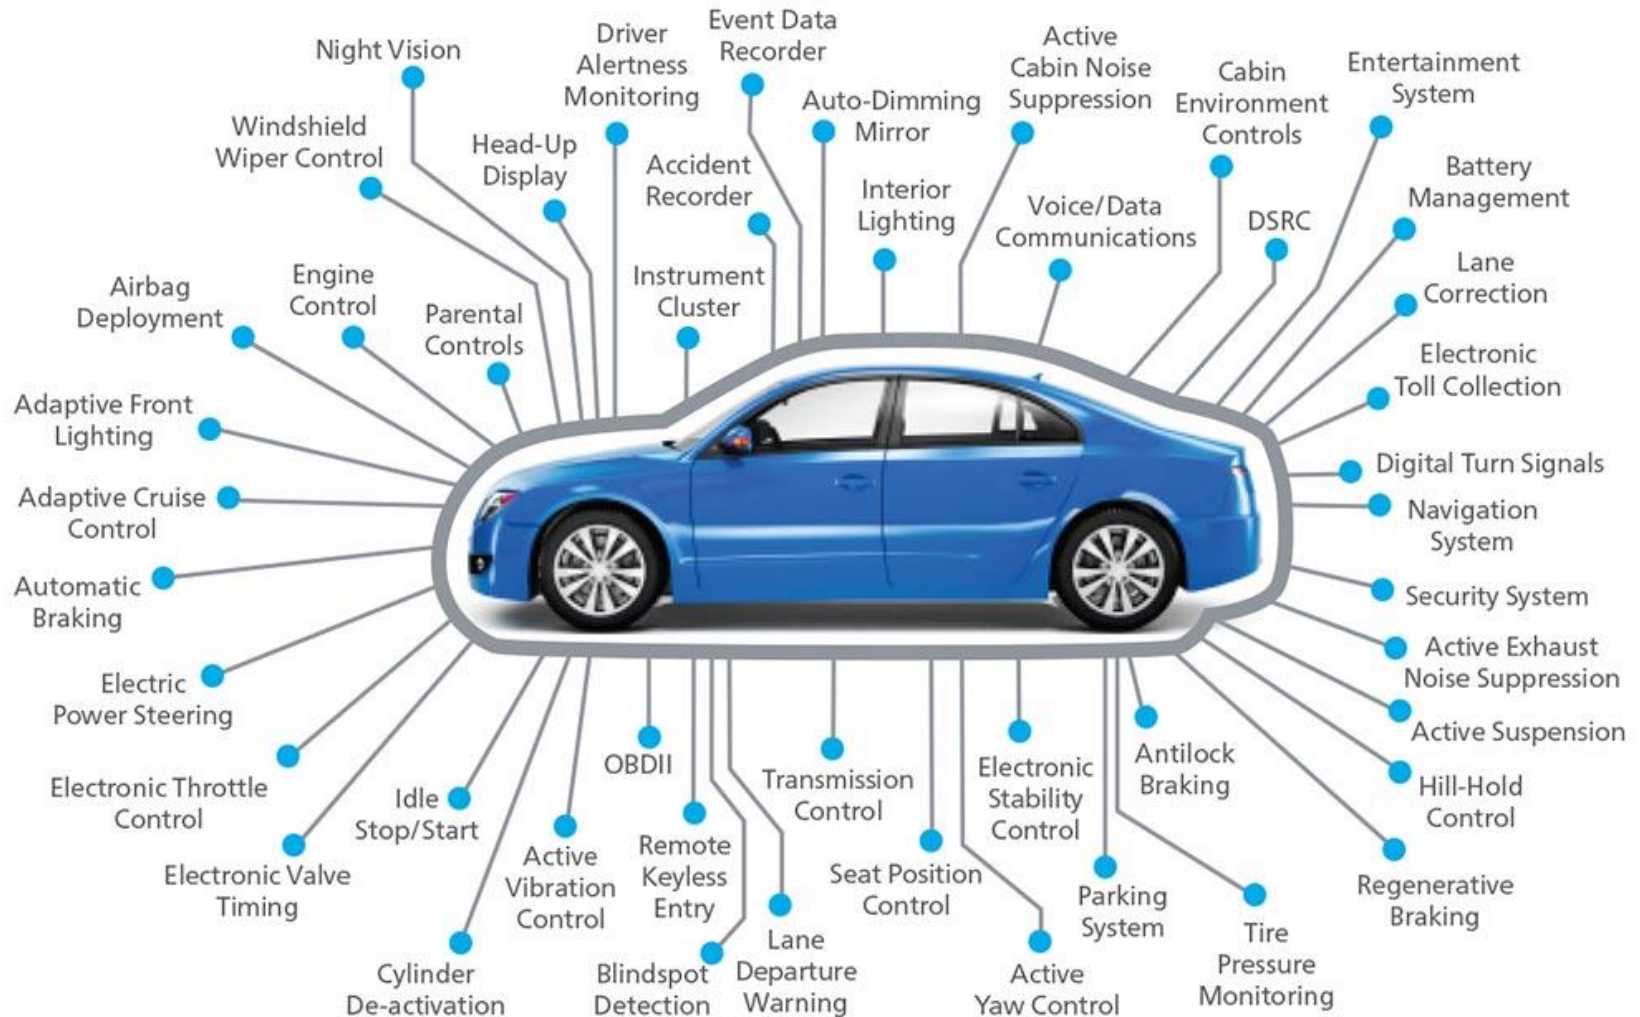 Night Vision
Driver
Alertness
Monitoring
Event Data
Recorder
Auto-Dimming
Mirror
Active
Cabin Noise
Suppression
Cabin
Environment
Controls
Entertainment
System
Windshield
Wiper Control
Head-Up
Display
Accident
Recorder
Interior
Lighting
Voice/Data
Communications
DSRC
Battery
Management
Airbag
Deployment
Engine
Control
Parental
Controls
Instrument
Cluster
Lane
Correction
Electronic
Toll Collection
Adaptive Front
Lighting
Digital Turn Signals
Adaptive Cruise
Control
Navigation
System
Automatic
Braking
Security System
Electric
Power Steering
Active Exhaust
Noise Suppression
Active Suspension
Electronic Throttle
Control
Idle
Stop/Start
OBDII
Transmission
Control
Electronic
Stability
Control
Antilock
Braking
Hill-Hold
Control
Electronic Valve
Timing
Active
Vibration
Control
Remote
Keyless
Entry
Seat Position
Control
Parking
System
Regenerative
Braking
Cylinder
De-activation
Blindspot
Detection
Lane
Departure
Warning
Active
Yaw Control
Tire
Pressure
Monitoring